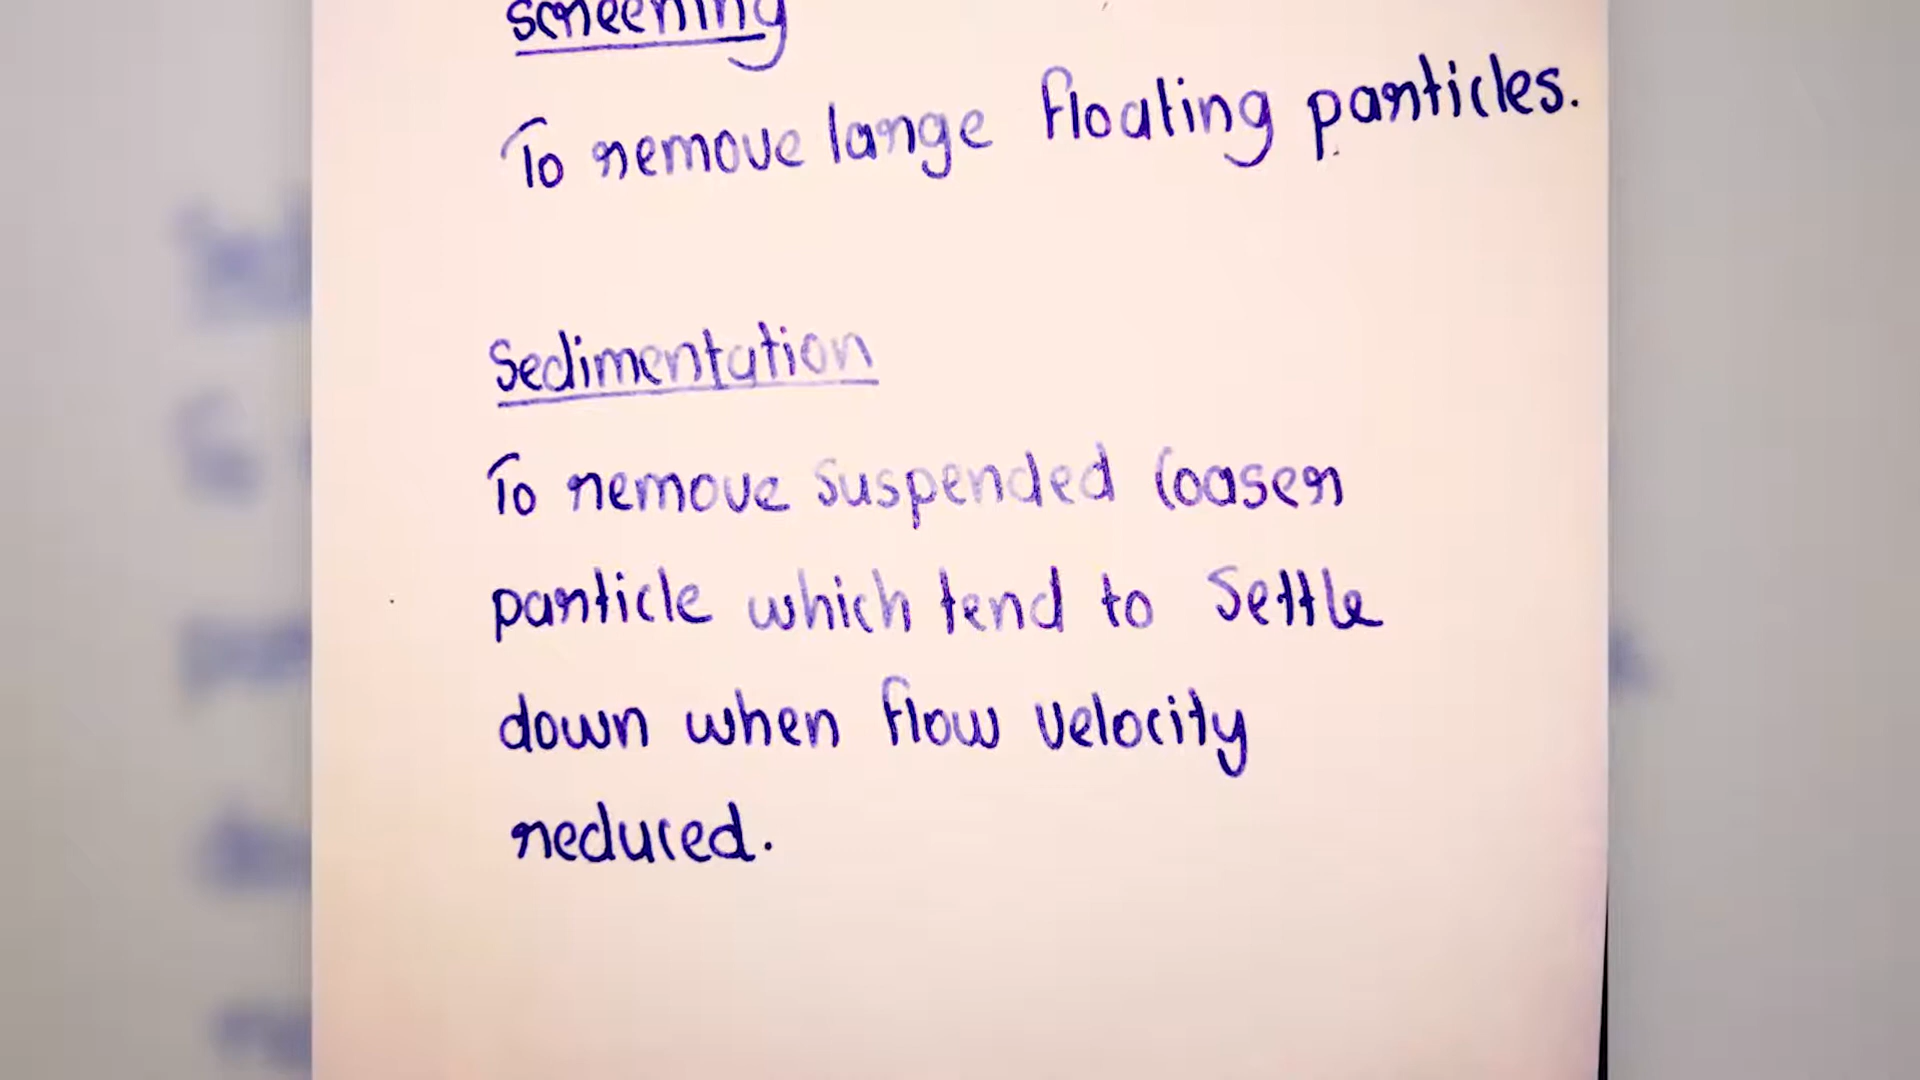 screening
To remove large floating particles.
Sedimentation
To remove suspended coaser
particle which tend to settle
down when flow velocity
reduced.